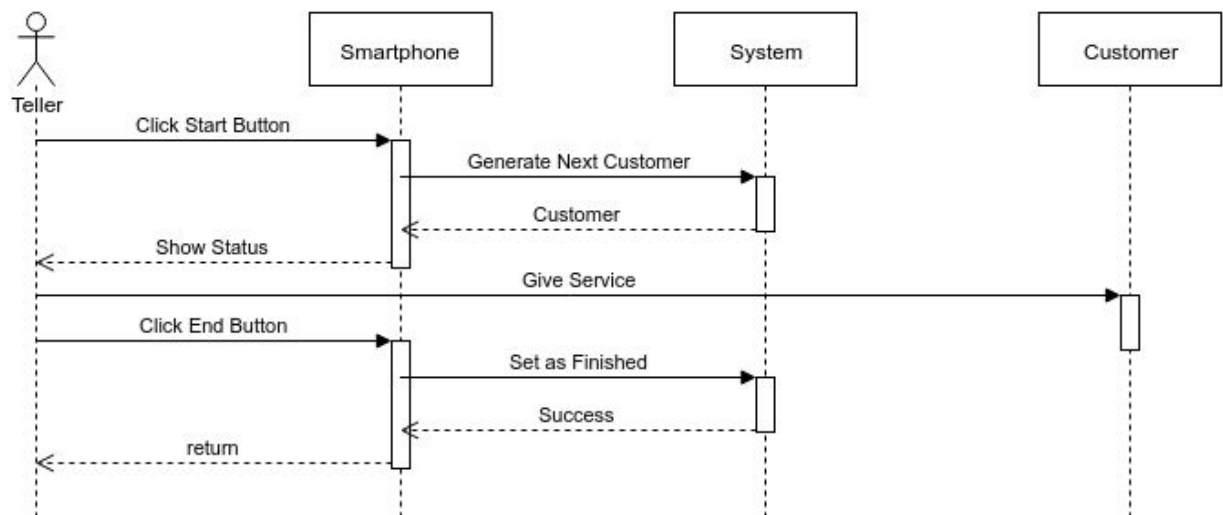 Smartphone
System
Customer
Teller
Click Start Button
Generate Next Customer
Customer
Show Status
Give Service
Click End Button
Set as Finished
Success
return